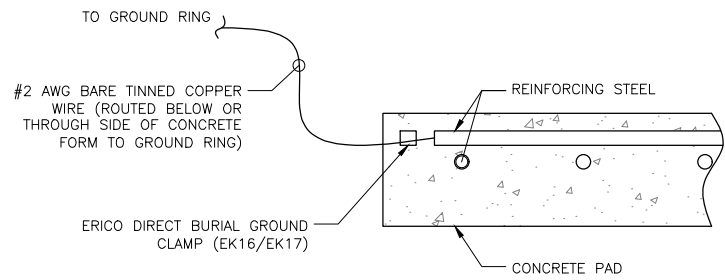 TO GROUND RING
#2 AWG BARE TINNED COPPER
WIRE (ROUTED BELOW OR
THROUGH SIDE OF CONCRETE
FORM TO GROUND RING)
REINFORCING STEEL
ERICO DIRECT BURIAL GROUND
CLAMP (EK16/EK17)
CONCRETE PAD